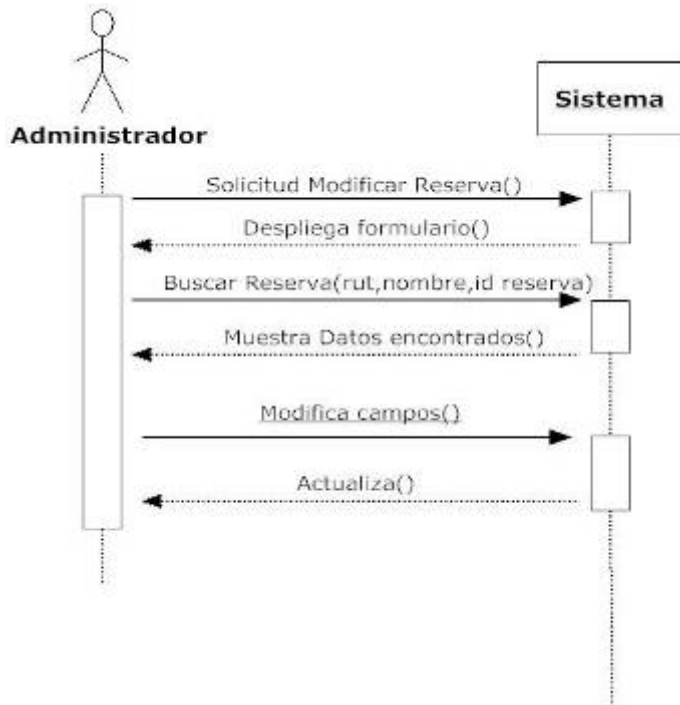 Sistema
Administrador
Solicitud Modificar Reserva()
Despliega formulario()
Buscar Reserva(rut,nombre,id reserva)
Muestra Datos encontrados()
Modifica campos()
Actualiza()